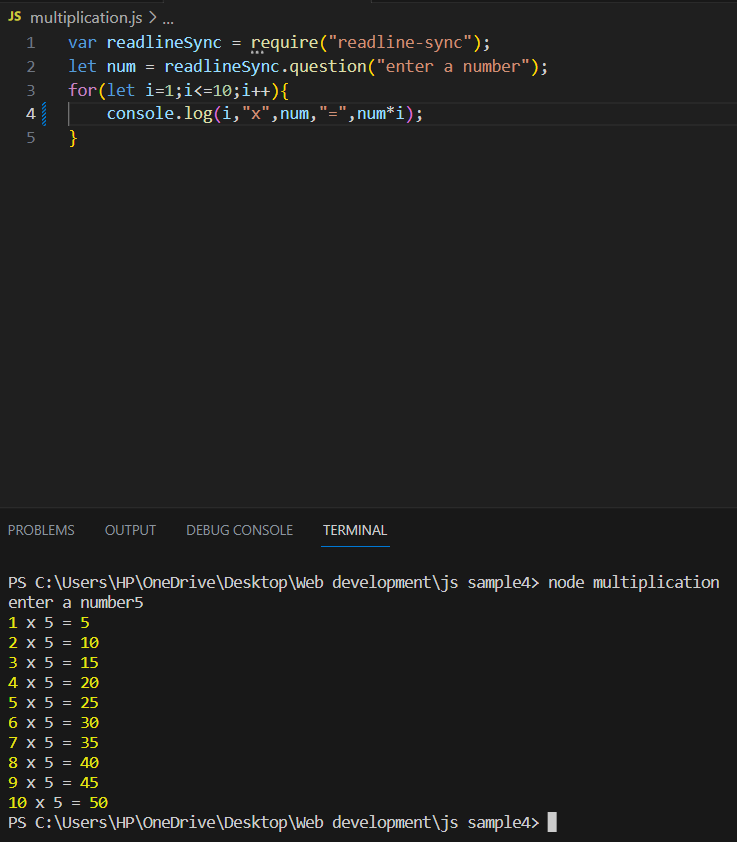 JS multiplication.js > ...
1 var readlineSync = require("readline-sync");
2 let num = readlineSync.question("enter a number");
3 for(let i=1;i<=10;i++){
4     console.log(i,"x",num,"=",num*i);
5 }
PROBLEMS OUTPUT DEBUG CONSOLE TERMINAL
PS C:\Users\HP\OneDrive\Desktop\Web development\js sample4> node multiplication
enter a number5
1 x 5 = 5
2 x 5 = 10
3 x 5 = 15
4 x 5 = 20
5 x 5 = 25
6 x 5 = 30
7 x 5 = 35
8 x 5 = 40
9 x 5 = 45
10 x 5 = 50
PS C:\Users\HP\OneDrive\Desktop\Web development\js sample4>